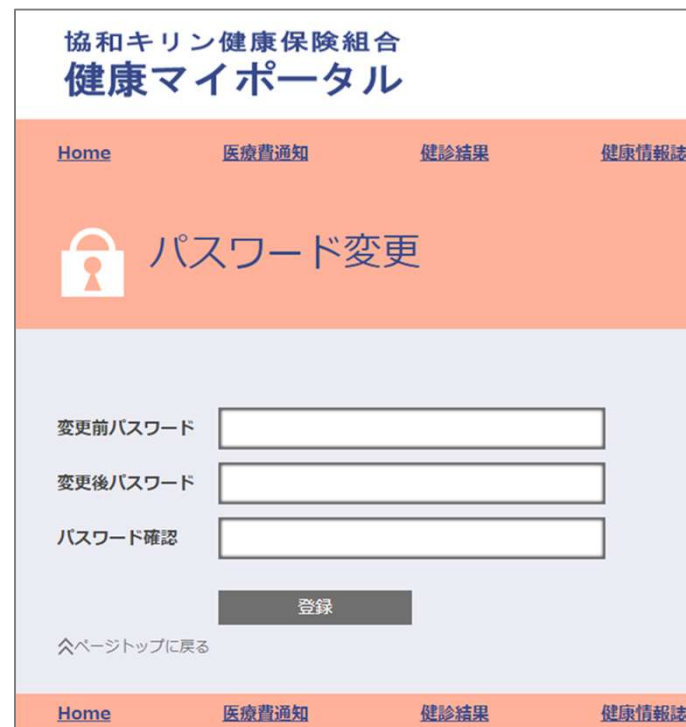 協和キリン健康保険組合
健康マイポータル
Home 医療費通知 健診結果 健康情報誌
パスワード変更
変更前パスワード
変更後パスワード
パスワード確認
登録
ページトップに戻る
Home 医療費通知 健診結果 健康情報誌